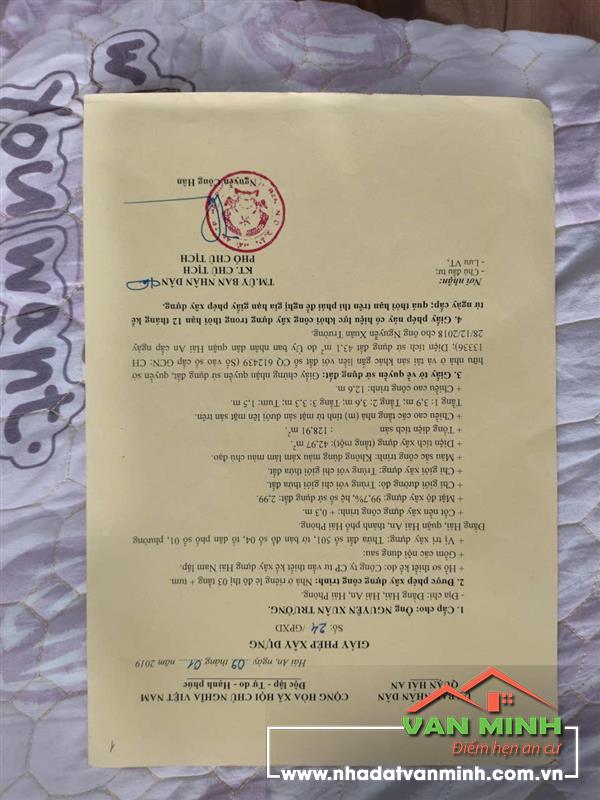 ỦY BAN NHÂN DÂN
QUẬN HẢI AN
CỘNG HÒA XÃ HỘI CHỦ NGHĨA VIỆT NAM
Độc lập - Tự do - Hạnh phúc
Hải An, ngày 09 tháng 01 năm 2019
GIẤY PHÉP XÂY DỰNG
Số: 24 /GPXD
1. Cấp cho: Ông NGUYỄN XUÂN TRƯỜNG.
- Địa chỉ: Đằng Hải, Hải An, Hải Phòng.
2. Được phép xây dựng công trình: Nhà ở riêng lẻ đô thị 03 tầng + tum.
+ Hồ sơ thiết kế do: Công ty CP tư vấn thiết kế xây dựng Hải Nam lập.
+ Gồm các nội dung sau:
+ Vị trí xây dựng: Thửa đất số 501, tờ bản đồ số 04, tổ dân phố số 01, phường
Đằng Hải, quận Hải An, thành phố Hải Phòng.
+ Cốt nền xây dựng công trình: + 0,3 m.
+ Mật độ xây dựng: 99,7%, hệ số sử dụng đất: 2,99.
+ Chỉ giới đường đỏ: Trùng với chỉ giới thửa đất.
+ Chỉ giới xây dựng: Trùng với chỉ giới thửa đất.
+ Màu sắc công trình: Không dùng màu xám làm màu chủ đạo.
+ Diện tích xây dựng (tầng một): 42,97 m².
+ Tổng diện tích sàn : 128,91 m².
+ Chiều cao các tầng nhà (m) tính từ mặt sàn dưới lên mặt sàn trên.
Tầng 1: 3,9 m; Tầng 2: 3,6 m; Tầng 3: 3,3 m; Tum: 1,5 m.
+ Chiều cao công trình: 12,6 m.
3. Giấy tờ về quyền sử dụng đất: Giấy chứng nhận quyền sử dụng đất, quyền sở
hữu nhà ở và tài sản khác gắn liền với đất số CQ 612439 (Số vào sổ cấp GCN: CH
13336); Diện tích sử dụng đất 43,1 m² do Ủy ban nhân dân quận Hải An cấp ngày
28/12/2018 cho ông Nguyễn Xuân Trường.
4. Giấy phép này có hiệu lực khởi công xây dựng trong thời hạn 12 tháng kể
từ ngày cấp; quá thời hạn trên thì phải đề nghị gia hạn giấy phép xây dựng.
Nơi nhận:
- Chủ đầu tư;
- Lưu VT.
TM.ỦY BAN NHÂN DÂN
KT. CHỦ TỊCH
PHÓ CHỦ TỊCH
Nguyễn Công Hân
1
You want
w
VAN MINH
Điểm hẹn an cư
www.nhadatvanminh.com.vn